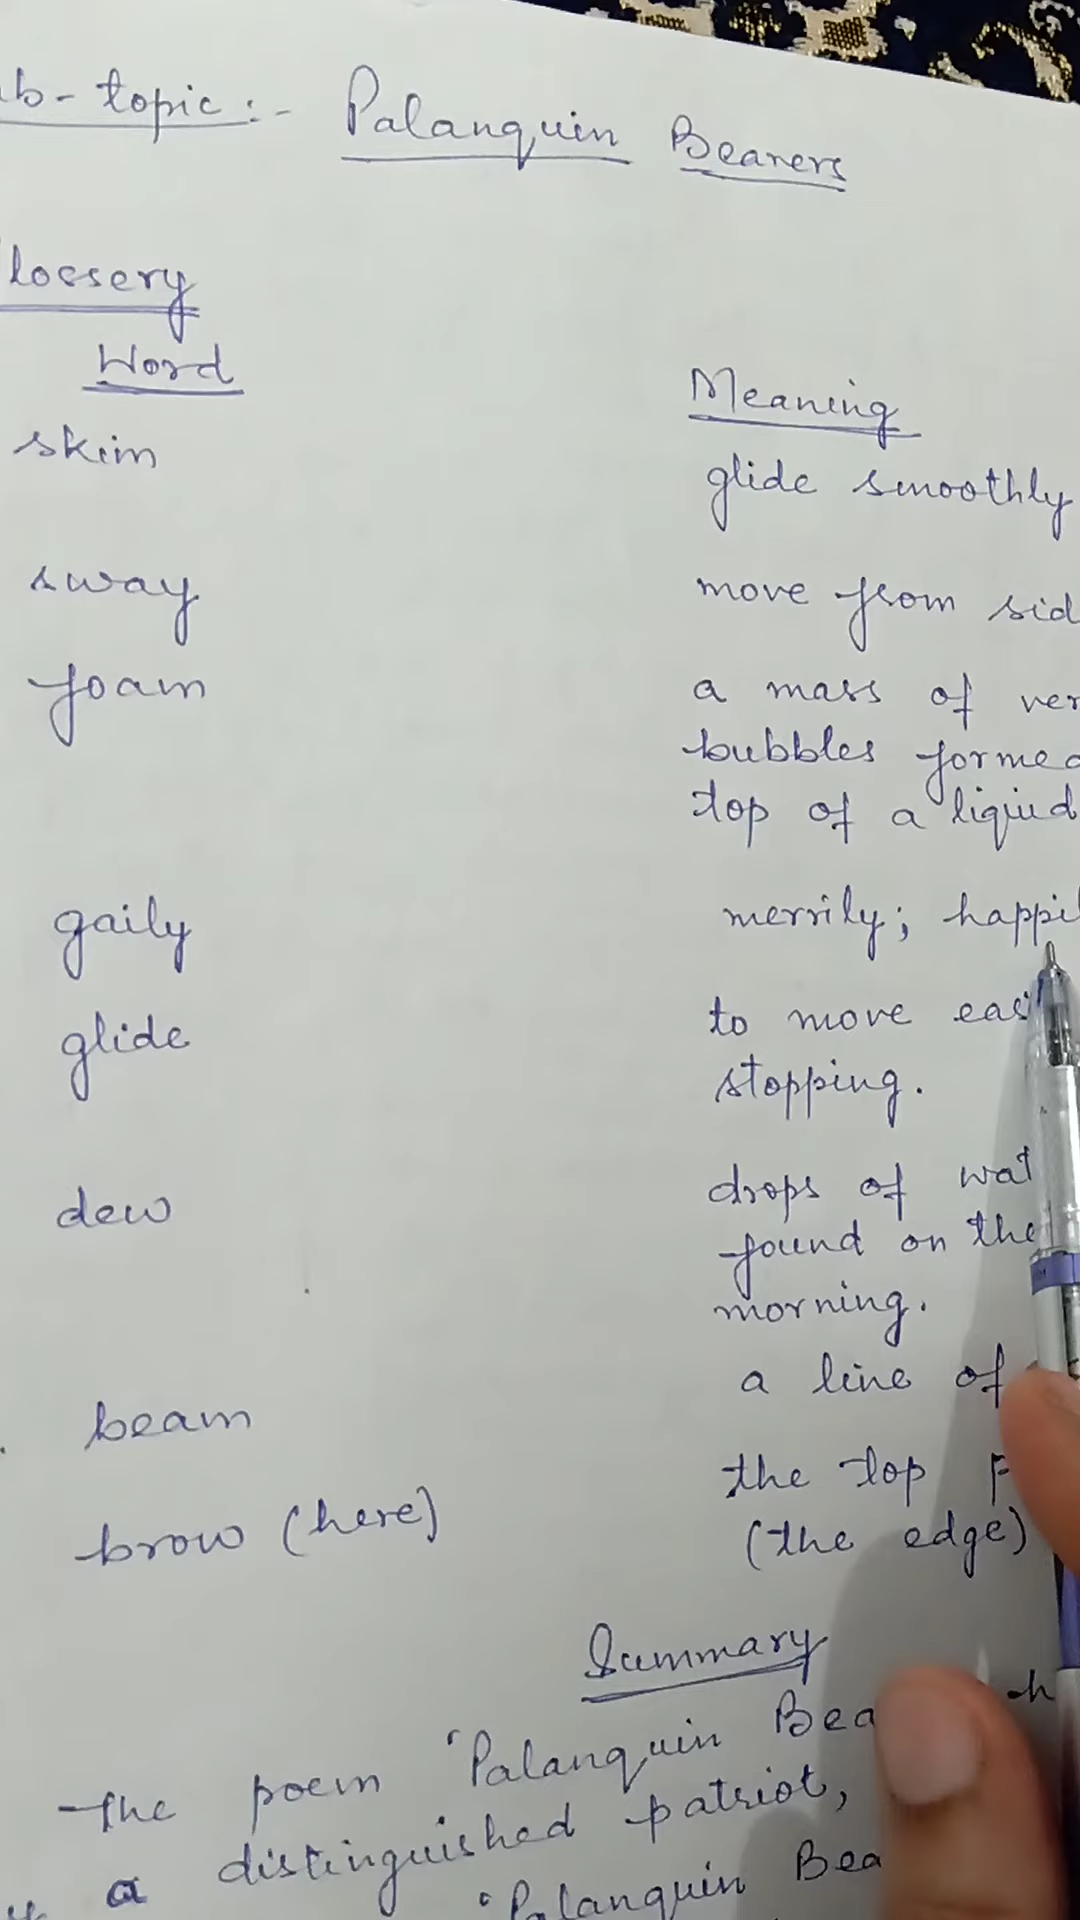 b-topic:- Palanquin Bearers
lossery
Word Meaning
skim glide smoothly
sway move from sid
foam a mass of ver
bubbles formed
top of a liquid
gaily merrily; happil
glide to move eas
stopping.
dew drops of wat
found on the
morning.
beam a line of
brow (here) the top p
(the edge)
Summary
The poem 'Palanquin Bea
a distinguished patriot,
'Palanquin Bea